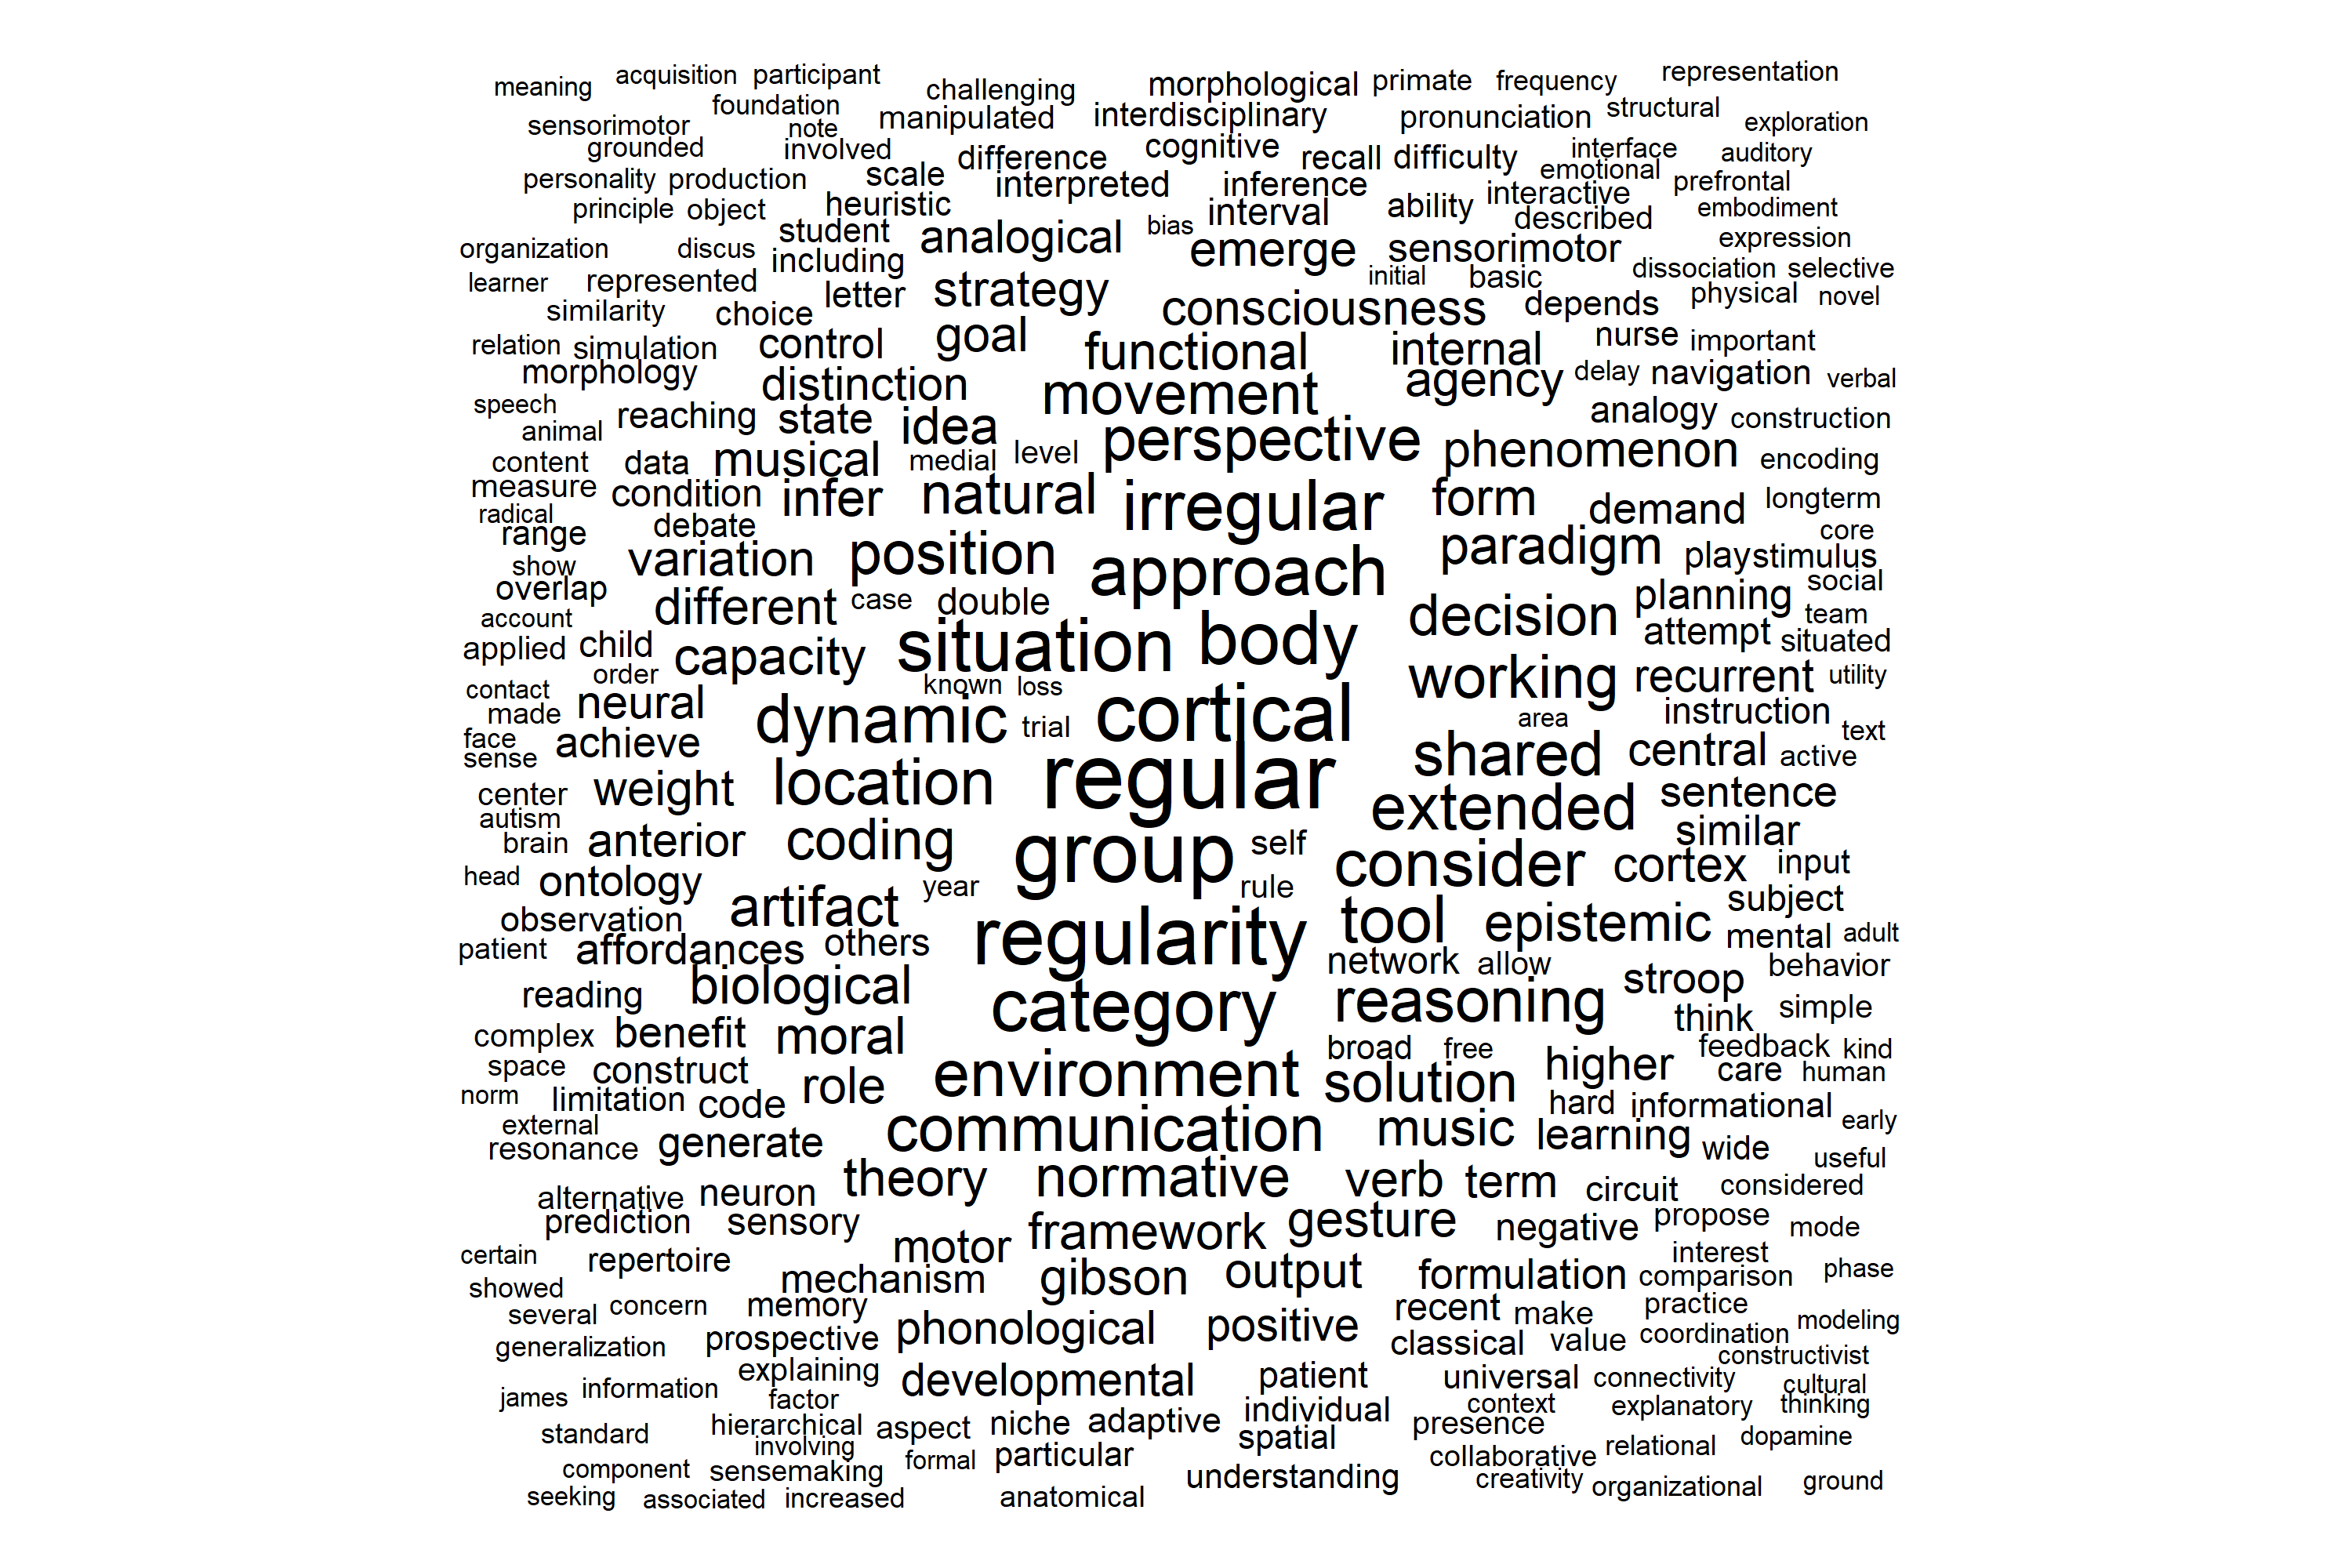 meaning acquisition participant challenging morphological primate frequency representation
foundation manipulated interdisciplinary pronunciation structural
sensorimotor note exploration
grounded involved difference cognitive recall difficulty interface auditory
personality production scale interpreted inference emotional prefrontal
principle object heuristic interval ability interactive embodiment
student analogical bias described
organization discus including emerge sensorimotor expression
learner represented letter strategy initial basic dissociation selective
similarity choice consciousness depends physical novel
relation simulation control goal functional internal nurse important
morphology distinction movement agency delay navigation verbal
speech reaching state idea analogy construction
animal perspective phenomenon
content data musical medial level encoding
measure condition infer natural irregular form demand longterm
radical
range debate core
show variation position approach paradigm play stimulus
overlap different case double decision planning social
account team
applied child capacity situation body attempt situated
order working recurrent utility
contact known loss
made neural dynamic trial cortical area instruction text
face achieve shared central active
sense
center weight location regular extended sentence
autism similar
brain anterior coding group self consider cortex input
head ontology year rule subject
observation artifact regularity tool epistemic mental adult
patient affordances others network allow behavior
reading biological category reasoning stroop simple
think
complex benefit moral broad free higher feedback kind
space construct role environment solution care human
norm limitation code hard informational early
external communication music learning
resonance generate wide useful
alternative neuron theory normative verb term circuit considered
prediction sensory framework gesture negative propose mode
certain repertoire motor interest
showed mechanism gibson output formulation comparison phase
several concern memory recent make practice modeling
generalization prospective phonological positive classical value coordination
explaining constructivist
james information developmental patient universal connectivity cultural
factor individual context explanatory thinking
standard hierarchical aspect niche adaptive presence
involving spatial relational dopamine
component sensemaking formal particular collaborative
seeking understanding creativity organizational ground
associated increased anatomical